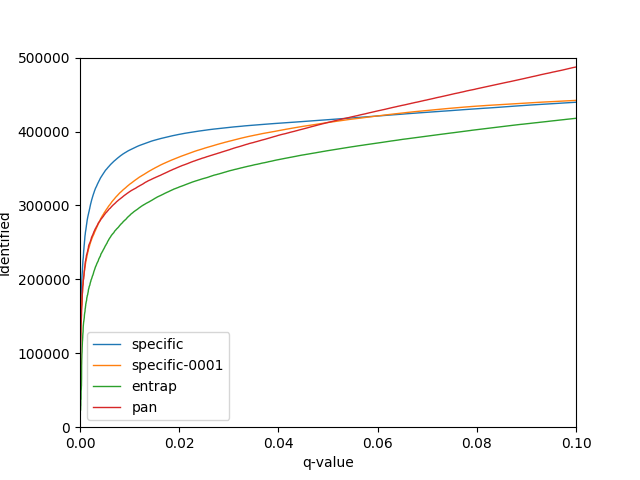 500000
400000
300000
200000
100000
0
Identified
specific
specific-0001
entrap
pan
0.00 0.02 0.04 0.06 0.08 0.10
q-value